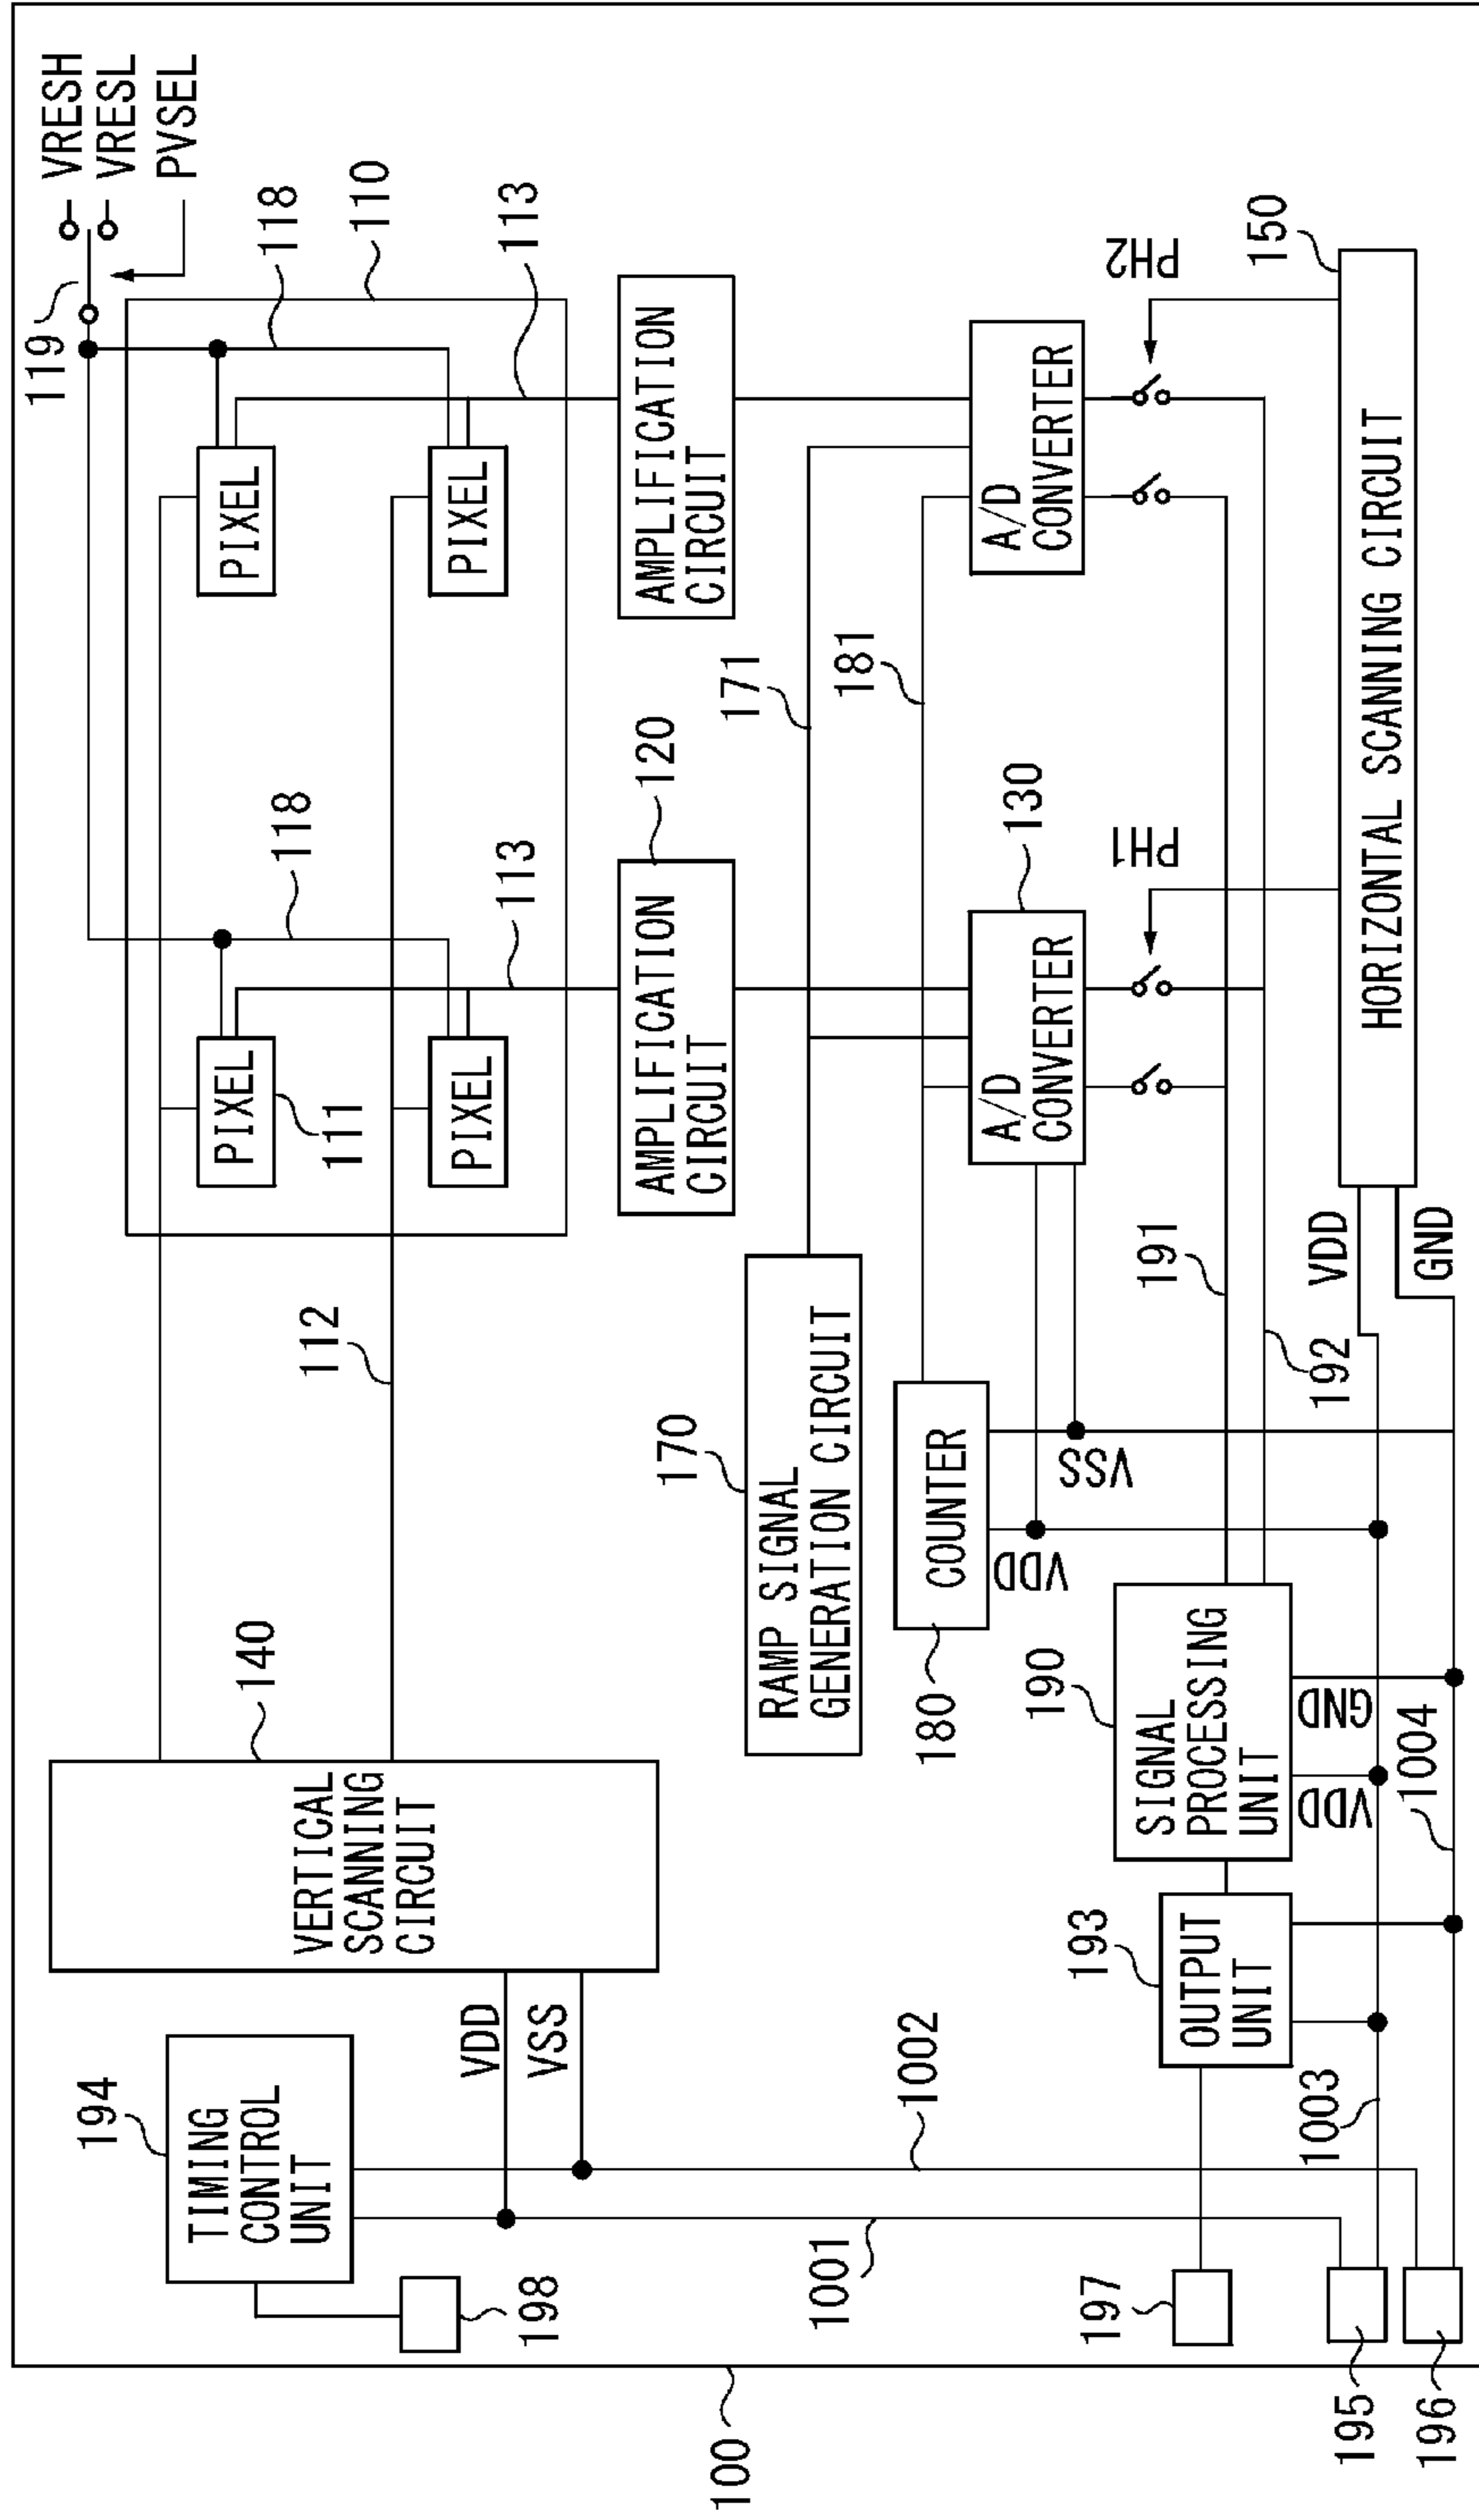 VRESH
VRESL
PVSEL
119
118
110
113
PIXEL
PIXEL
AMPLIFICATION
CIRCUIT
A/D
CONVERTER
PH2
150
HORIZONTAL SCANNING CIRCUIT
118
113
120
171
181
130
PH1
PIXEL
111
PIXEL
AMPLIFICATION
CIRCUIT
A/D
CONVERTER
112
170
RAMP SIGNAL
GENERATION CIRCUIT
191
192
VDD
GND
COUNTER
180
VSS
VDD
140
VERTICAL
SCANNING
CIRCUIT
190
SIGNAL
PROCESSING
UNIT
GND
VDD
1004
193
OUTPUT
UNIT
194
TIMING
CONTROL
UNIT
VDD
VSS
1002
1003
1001
198
197
195
196
100